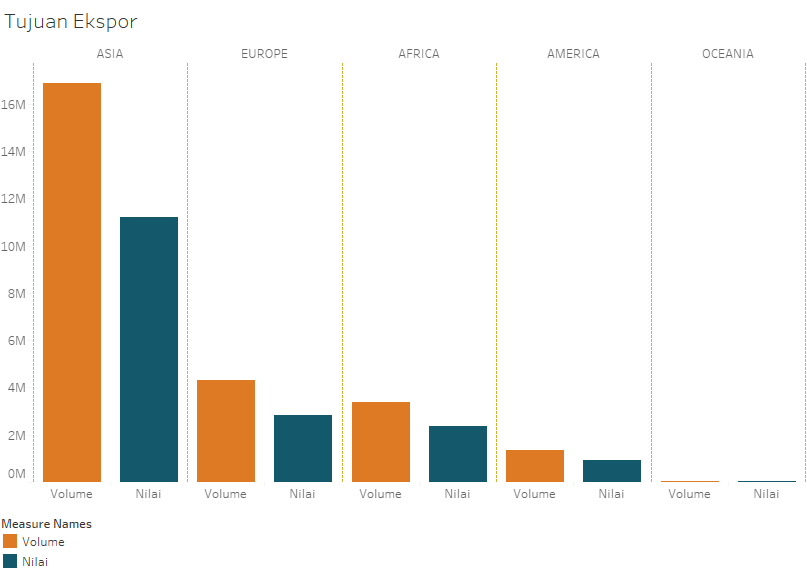 Tujuan Ekspor
ASIA EUROPE AFRICA AMERICA OCEANIA
16M
14M
12M
10M
8M
6M
4M
2M
0M
Volume Nilai Volume Nilai Volume Nilai Volume Nilai Volume Nilai
Measure Names
Volume
Nilai